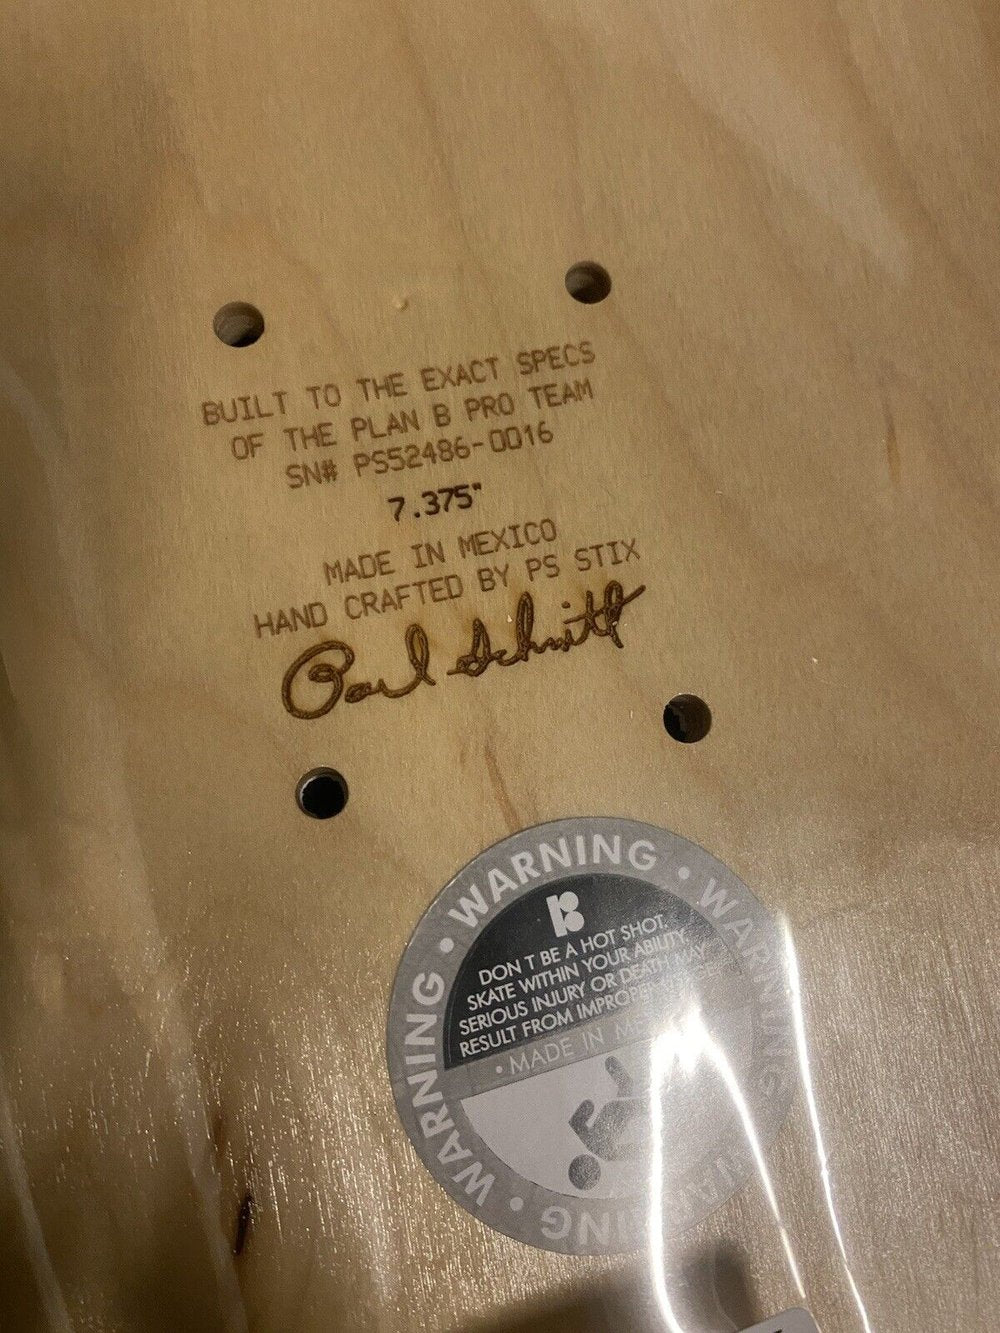 BUILT TO THE EXACT SPECS
OF THE PLAN B PRO TEAM
SN# PS52486-0016
7.375"
MADE IN MEXICO
HAND CRAFTED BY PS STIX
Paul Schmitt
WARNING • WARNING
WARNING
WARNING
B
DON T BE A HOT SHOT.
SKATE WITHIN YOUR ABILITY.
SERIOUS INJURY OR DEATH MAY
RESULT FROM IMPROPER
• MADE IN